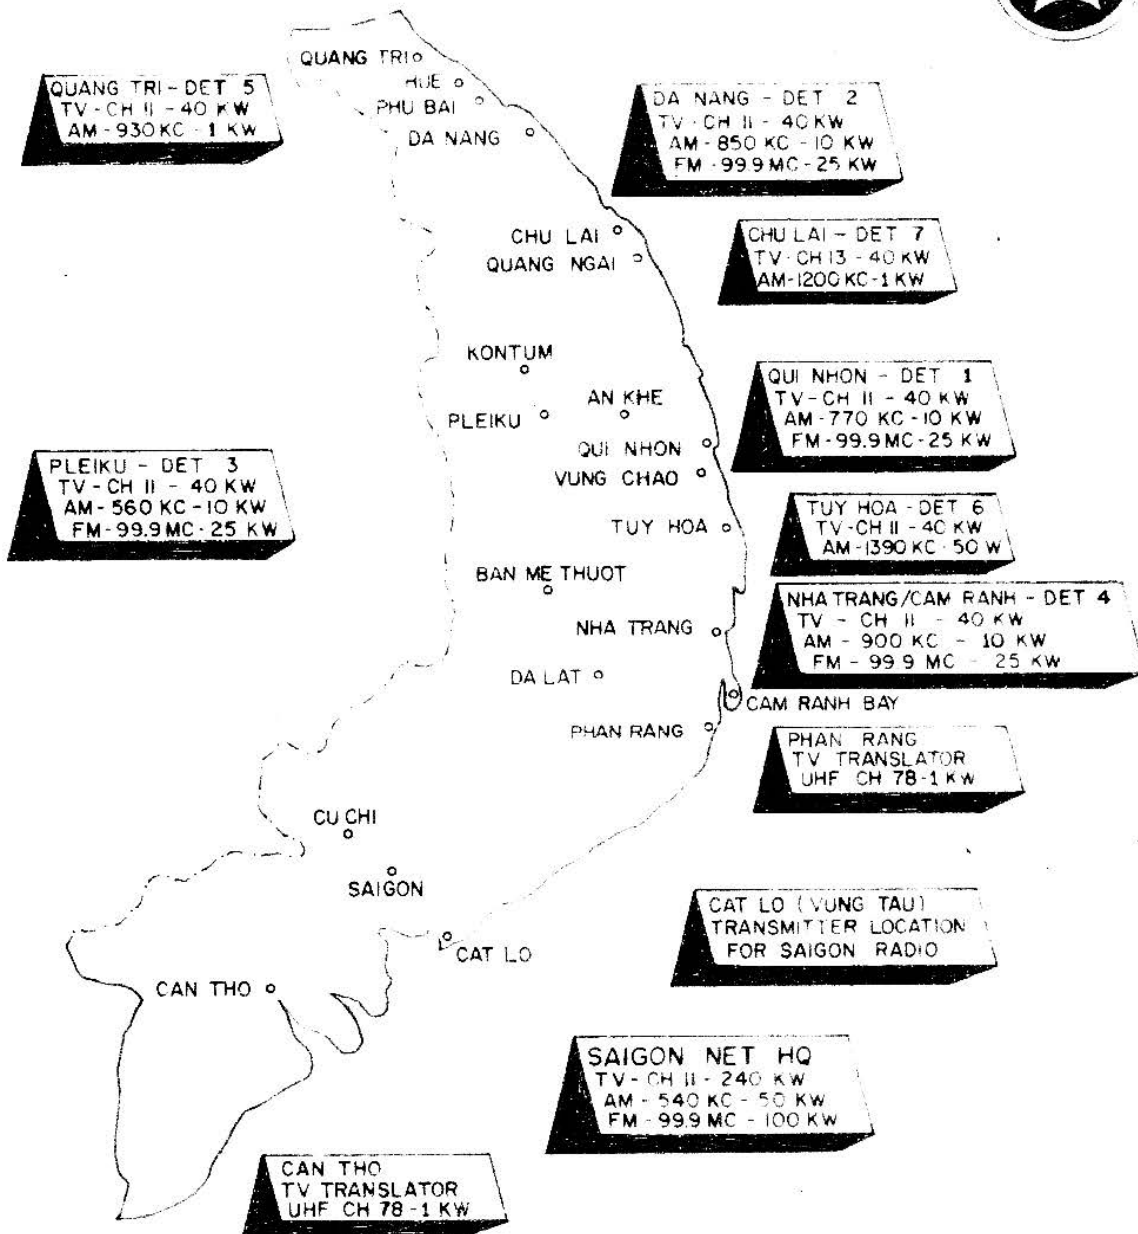 QUANG TRI
HUE
PHU BAI
DA NANG
QUANG TRI - DET 5
TV - CH 11 - 40 KW
AM - 930 KC - 1 KW
DA NANG - DET 2
TV - CH 11 - 40 KW
AM - 850 KC - 10 KW
FM - 99.9 MC - 25 KW
CHU LAI
QUANG NGAI
CHU LAI - DET 7
TV - CH 13 - 40 KW
AM - 1200 KC - 1 KW
KONTUM
AN KHE
PLEIKU
QUI NHON
VUNG CHAO
QUI NHON - DET 1
TV - CH 11 - 40 KW
AM - 770 KC - 10 KW
FM - 99.9 MC - 25 KW
PLEIKU - DET 3
TV - CH 11 - 40 KW
AM - 560 KC - 10 KW
FM - 99.9 MC - 25 KW
TUY HOA
TUY HOA - DET 6
TV - CH 11 - 40 KW
AM - 1390 KC - 50 W
BAN ME THUOT
NHA TRANG
NHA TRANG/CAM RANH - DET 4
TV - CH 11 - 40 KW
AM - 900 KC - 10 KW
FM - 99.9 MC - 25 KW
DA LAT
CAM RANH BAY
PHAN RANG
PHAN RANG
TV TRANSLATOR
UHF CH 78 - 1 KW
CU CHI
SAIGON
CAT LO (VUNG TAU)
TRANSMITTER LOCATION
FOR SAIGON RADIO
CAT LO
CAN THO
SAIGON NET HQ
TV - CH 11 - 240 KW
AM - 540 KC - 50 KW
FM - 99.9 MC - 100 KW
CAN THO
TV TRANSLATOR
UHF CH 78 - 1 KW